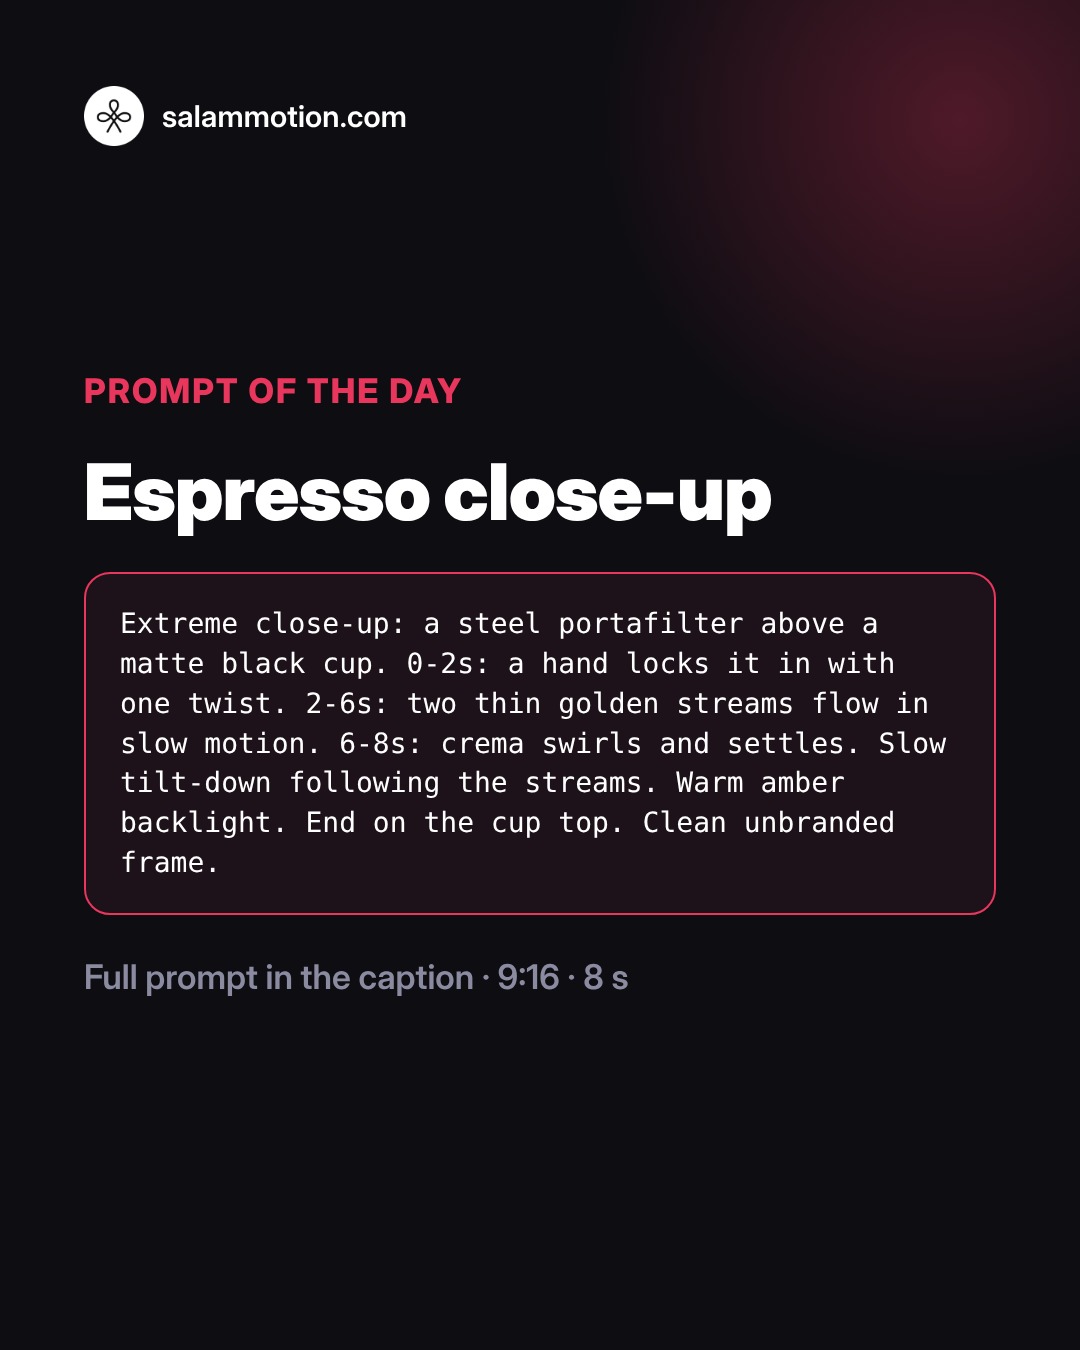 salammotion.com
PROMPT OF THE DAY
Espresso close-up
Extreme close-up: a steel portafilter above a
matte black cup. 0-2s: a hand locks it in with
one twist. 2-6s: two thin golden streams flow in
slow motion. 6-8s: crema swirls and settles. Slow
tilt-down following the streams. Warm amber
backlight. End on the cup top. Clean unbranded
frame.
Full prompt in the caption · 9:16 · 8 s